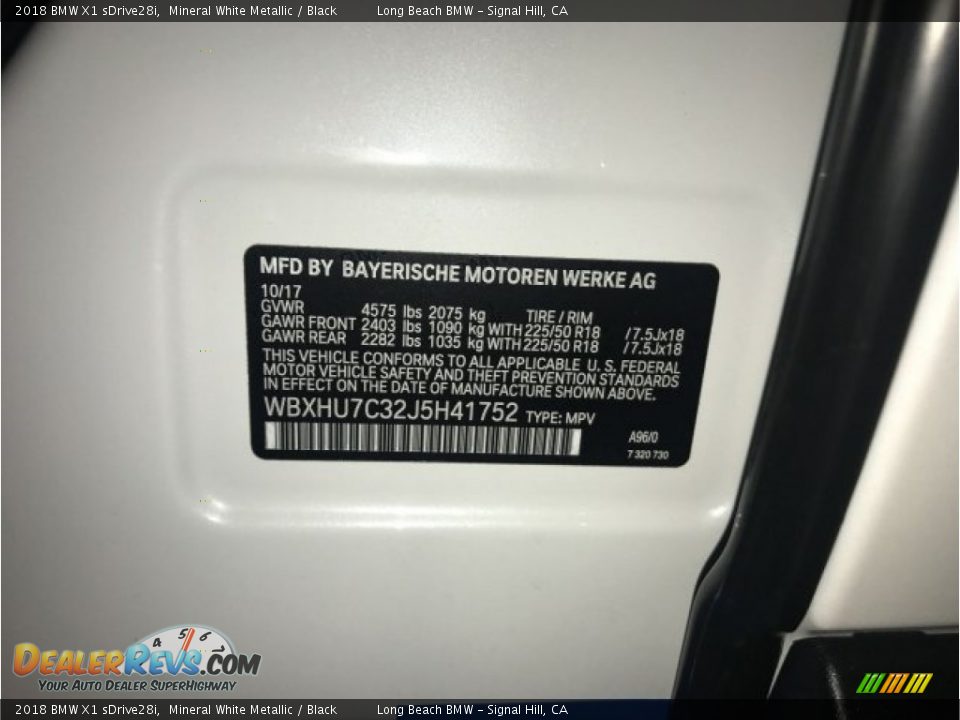 2018 BMW X1 sDrive28i, Mineral White Metallic / Black Long Beach BMW - Signal Hill, CA
MFD BY BAYERISCHE MOTOREN WERKE AG
10/17
GVWR 4575 lbs 2075 kg TIRE / RIM
GAWR FRONT 2403 lbs 1090 kg WITH 225/50 R18 /7.5Jx18
GAWR REAR 2282 lbs 1035 kg WITH 225/50 R18 /7.5Jx18
THIS VEHICLE CONFORMS TO ALL APPLICABLE U. S. FEDERAL
MOTOR VEHICLE SAFETY AND THEFT PREVENTION STANDARDS
IN EFFECT ON THE DATE OF MANUFACTURE SHOWN ABOVE.
WBXHU7C32J5H41752 TYPE: MPV
A96/0
7 320 730
4 5 6 7
DEALERREVS.COM
YOUR AUTO DEALER SUPERHIGHWAY
2018 BMW X1 sDrive28i, Mineral White Metallic / Black Long Beach BMW - Signal Hill, CA